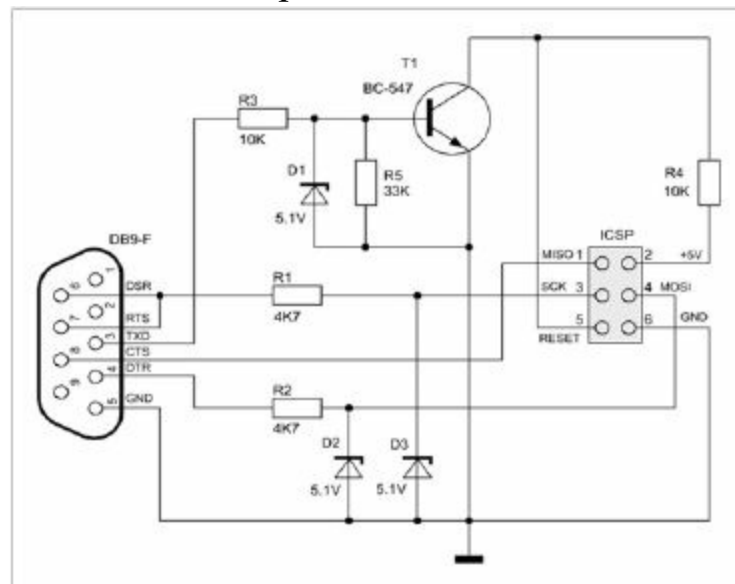 T1
BC-547
R3
10K
D1
5.1V
R5
33K
R4
10K
DB9-F
ICSP
MISO 1
2 +5V
SCK 3
4 MOSI
5
6 GND
RESET
DSR
RTS
TXD
CTS
DTR
GND
1
2
3
4
5
6
7
8
9
R1
4K7
R2
4K7
D2
5.1V
D3
5.1V